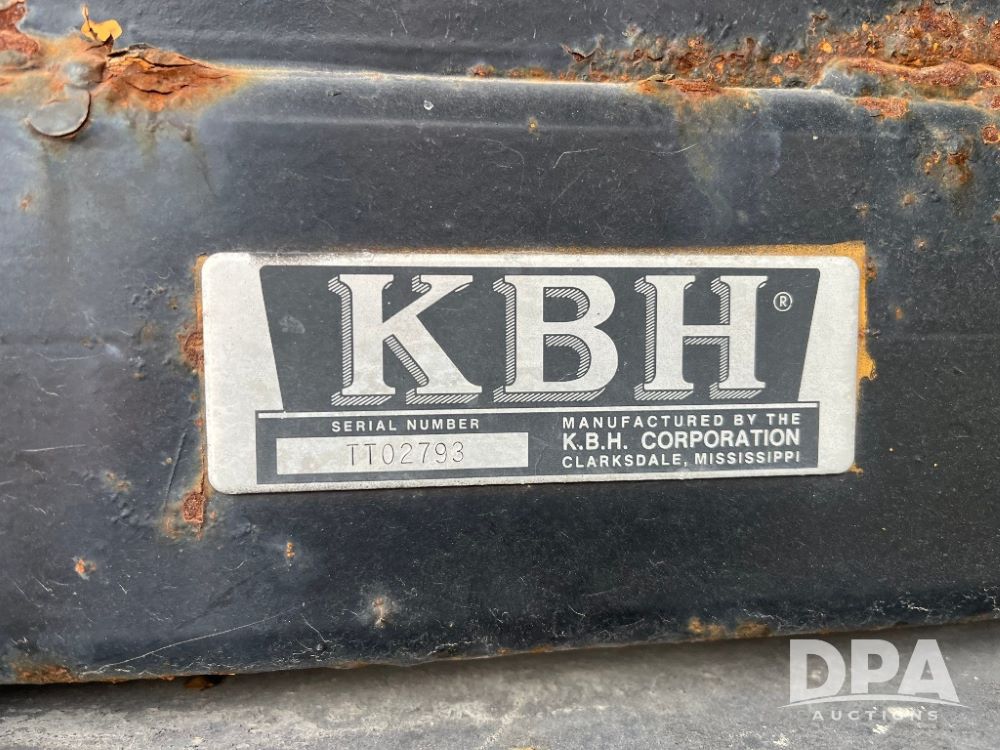 KBH®
SERIAL NUMBER
TT02793
MANUFACTURED BY THE
K.B.H. CORPORATION
CLARKSDALE, MISSISSIPPI
DPA
AUCTIONS